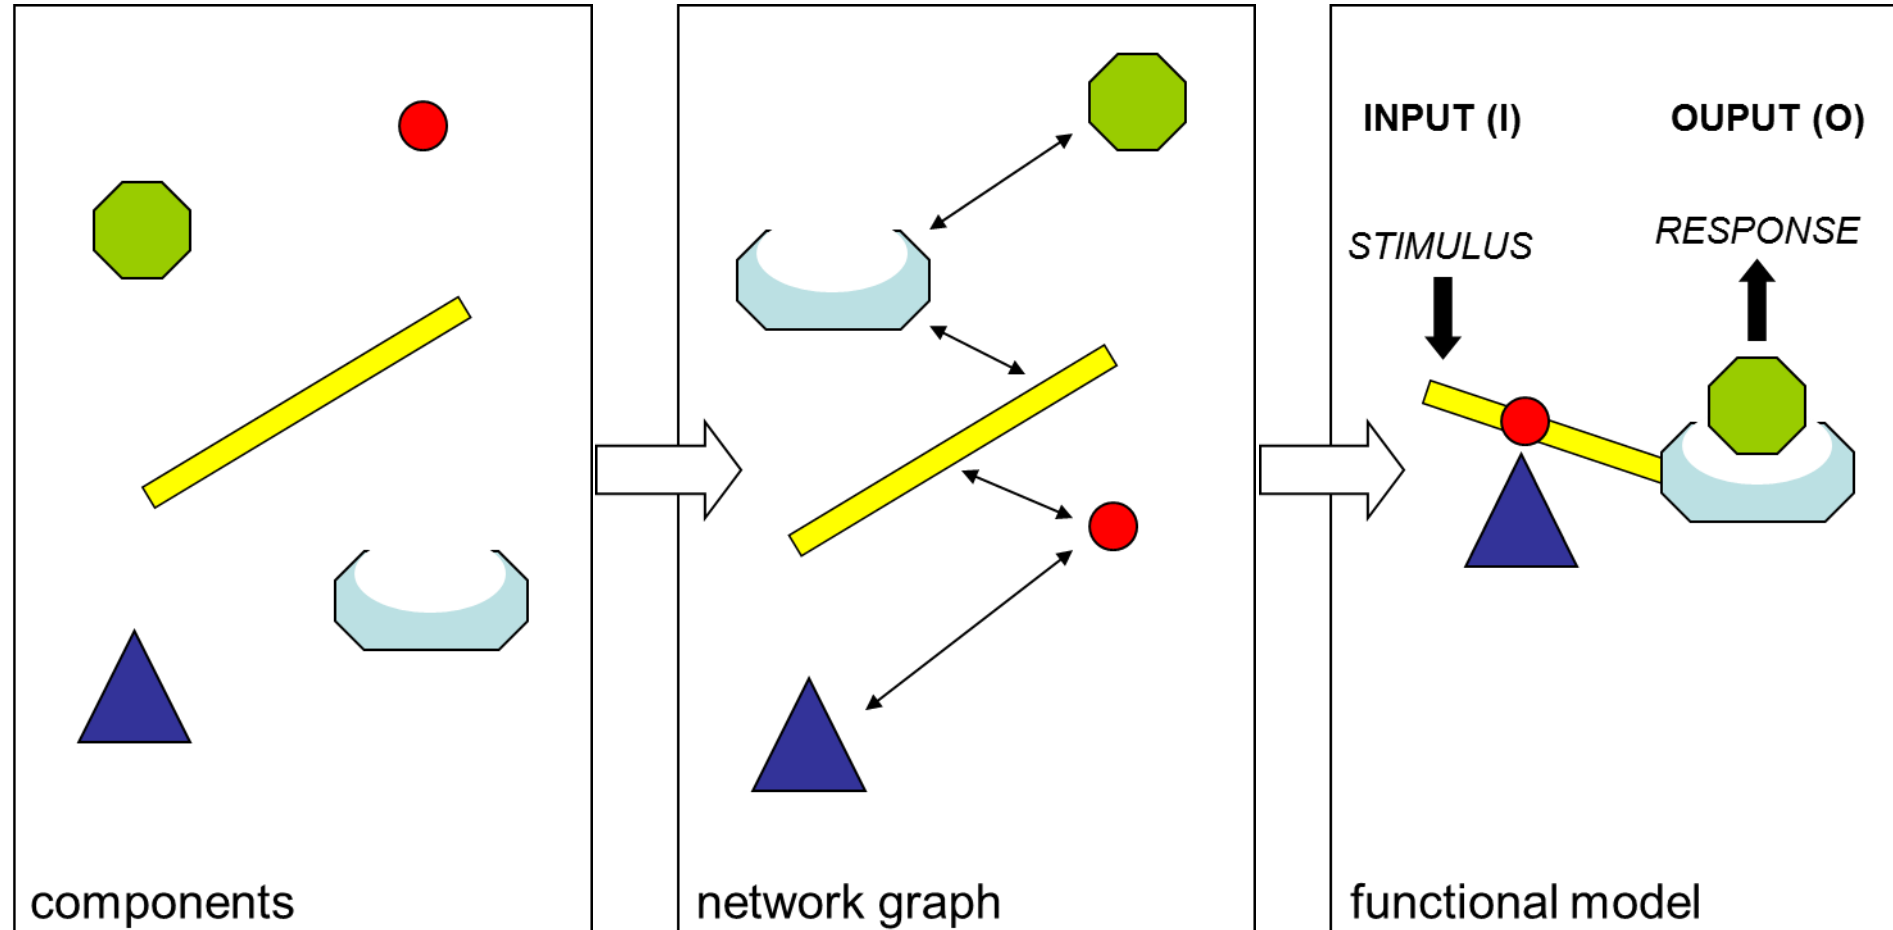 INPUT (I)
OUPUT (O)
STIMULUS
RESPONSE
components
network graph
functional model